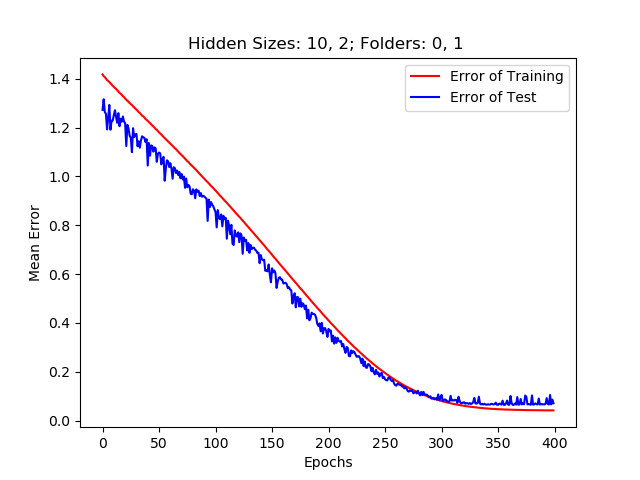 Hidden Sizes: 10, 2; Folders: 0, 1
Error of Training
Error of Test
Mean Error
1.4
1.2
1.0
0.8
0.6
0.4
0.2
0.0
0 50 100 150 200 250 300 350 400
Epochs